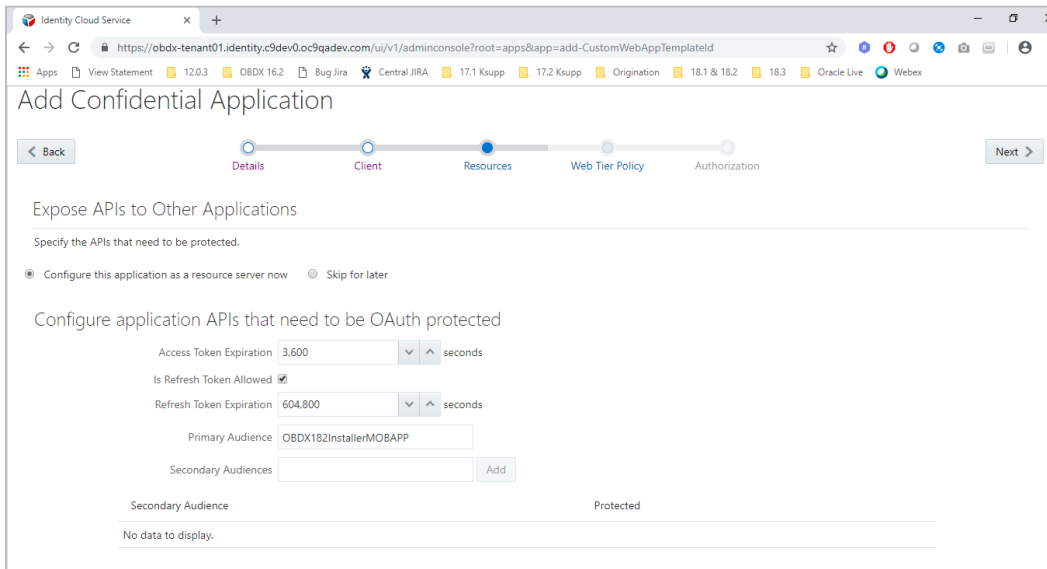 Identity Cloud Service
https://obdx-tenant01.identity.c9dev0.oc9qadev.com/ui/v1/adminconsole?root=apps&app=add-CustomWebAppTemplateId
Apps View Statement 12.0.3 OBDX 16.2 Bug Jira Central JIRA 17.1 Ksupp 17.2 Ksupp Origination 18.1 & 18.2 18.3 Oracle Live Webex
Add Confidential Application
Back
Next
Details Client Resources Web Tier Policy Authorization
Expose APIs to Other Applications
Specify the APIs that need to be protected.
Configure this application as a resource server now Skip for later
Configure application APIs that need to be OAuth protected
Access Token Expiration 3,600 seconds
Is Refresh Token Allowed
Refresh Token Expiration 604,800 seconds
Primary Audience OBDX182InstallerMOBAPP
Secondary Audiences Add
Secondary Audience Protected
No data to display.